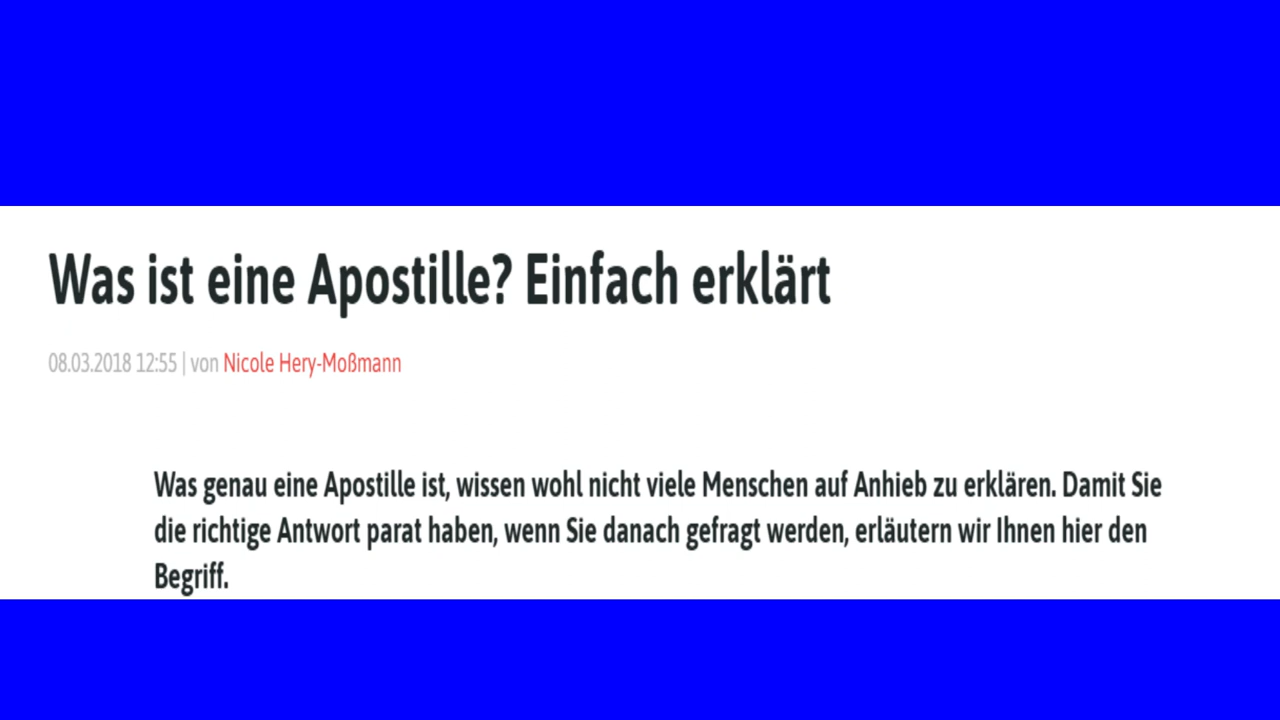 Was ist eine Apostille? Einfach erklärt
08.03.2018 12:55 | von Nicole Hery-Moßmann
Was genau eine Apostille ist, wissen wohl nicht viele Menschen auf Anhieb zu erklären. Damit Sie
die richtige Antwort parat haben, wenn Sie danach gefragt werden, erläutern wir Ihnen hier den
Begriff.